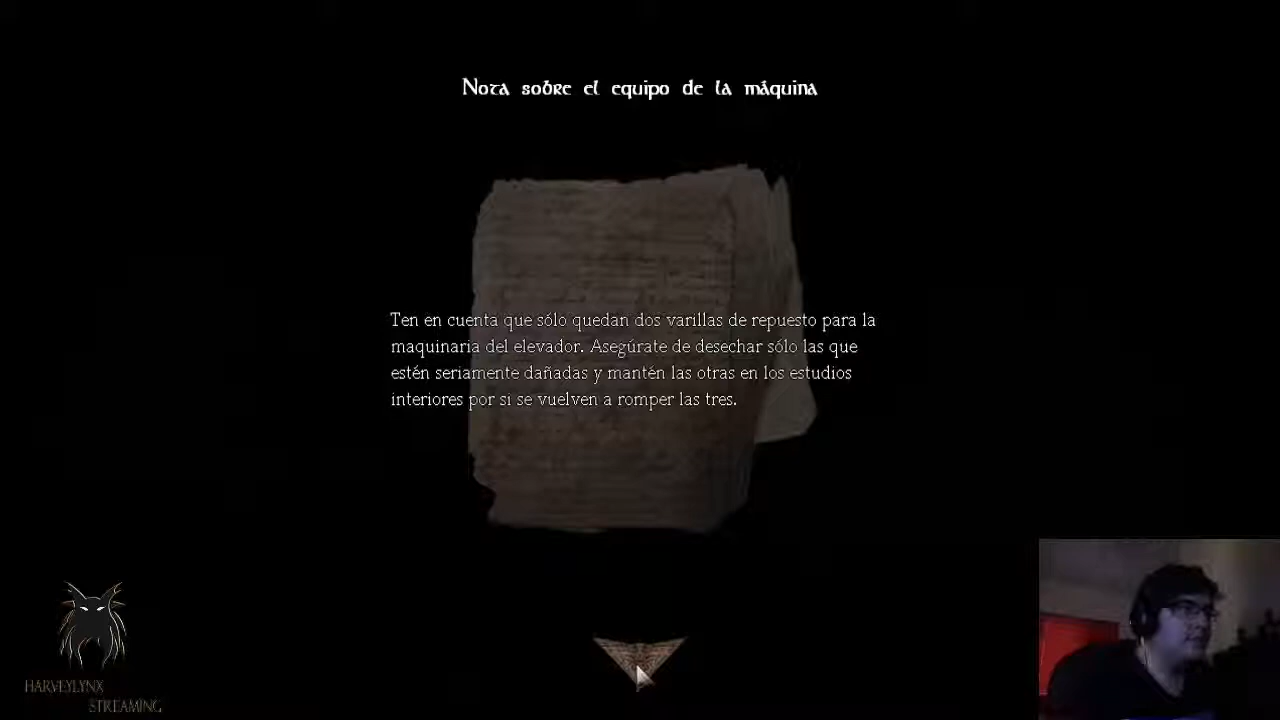 Nota sobre el equipo de la máquina
Ten en cuenta que sólo quedan dos varillas de repuesto para la
maquinaria del elevador. Asegúrate de desechar sólo las que
estén seriamente dañadas y mantén las otras en los estudios
interiores por si se vuelven a romper las tres.
HARVEYLYNX
STREAMING